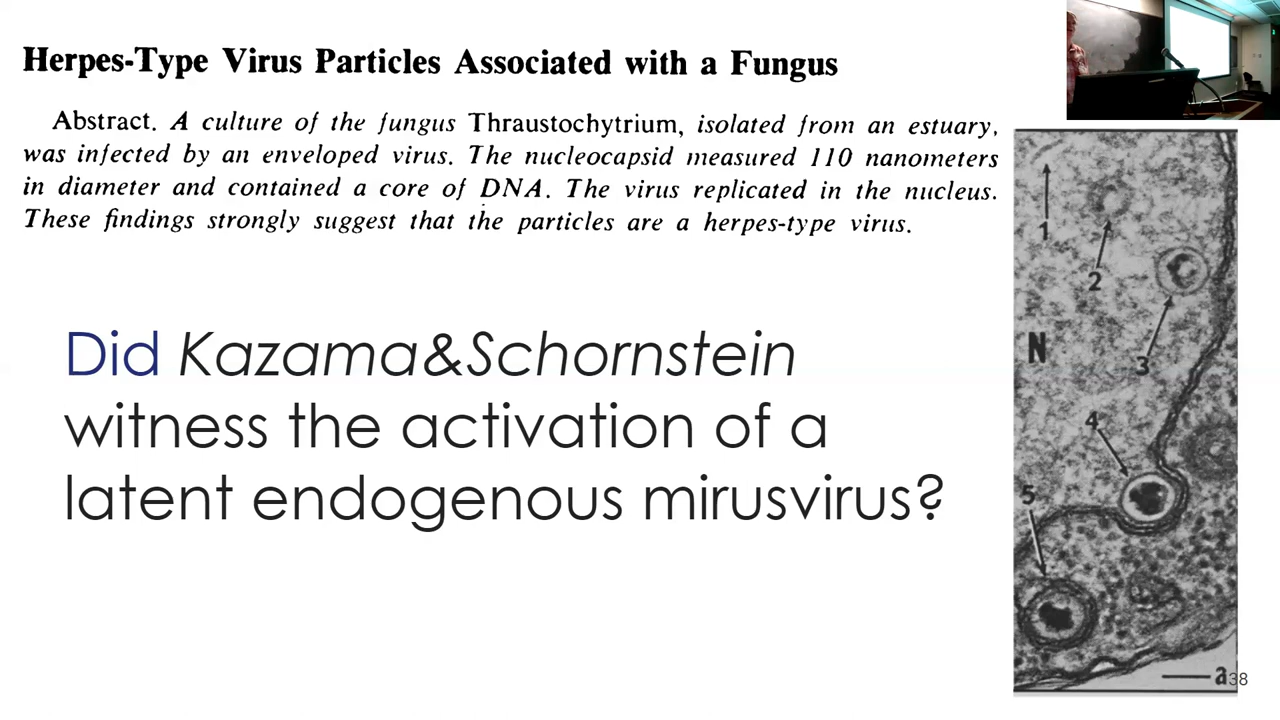 Herpes-Type Virus Particles Associated with a Fungus
Abstract. A culture of the fungus Thraustochytrium, isolated from an estuary,
was infected by an enveloped virus. The nucleocapsid measured 110 nanometers
in diameter and contained a core of DNA. The virus replicated in the nucleus.
These findings strongly suggest that the particles are a herpes-type virus.
Did Kazama&Schornstein
witness the activation of a
latent endogenous mirusvirus?
1
2
3
N
4
5
a
38